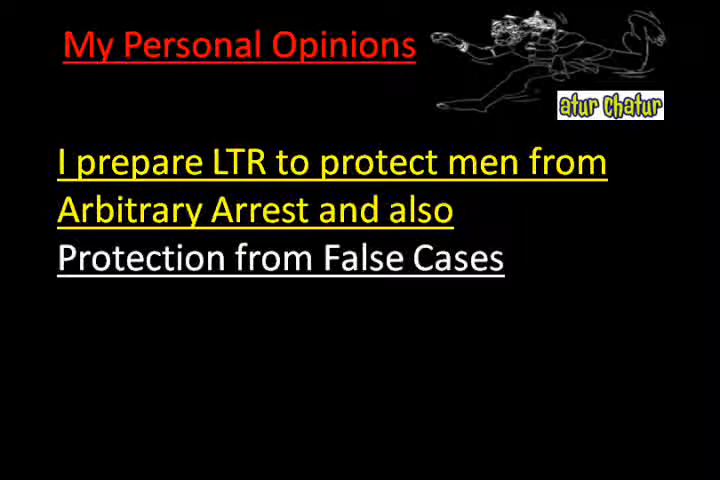 My Personal Opinions
atur chatur
I prepare LTR to protect men from
Arbitrary Arrest and also
Protection from False Cases